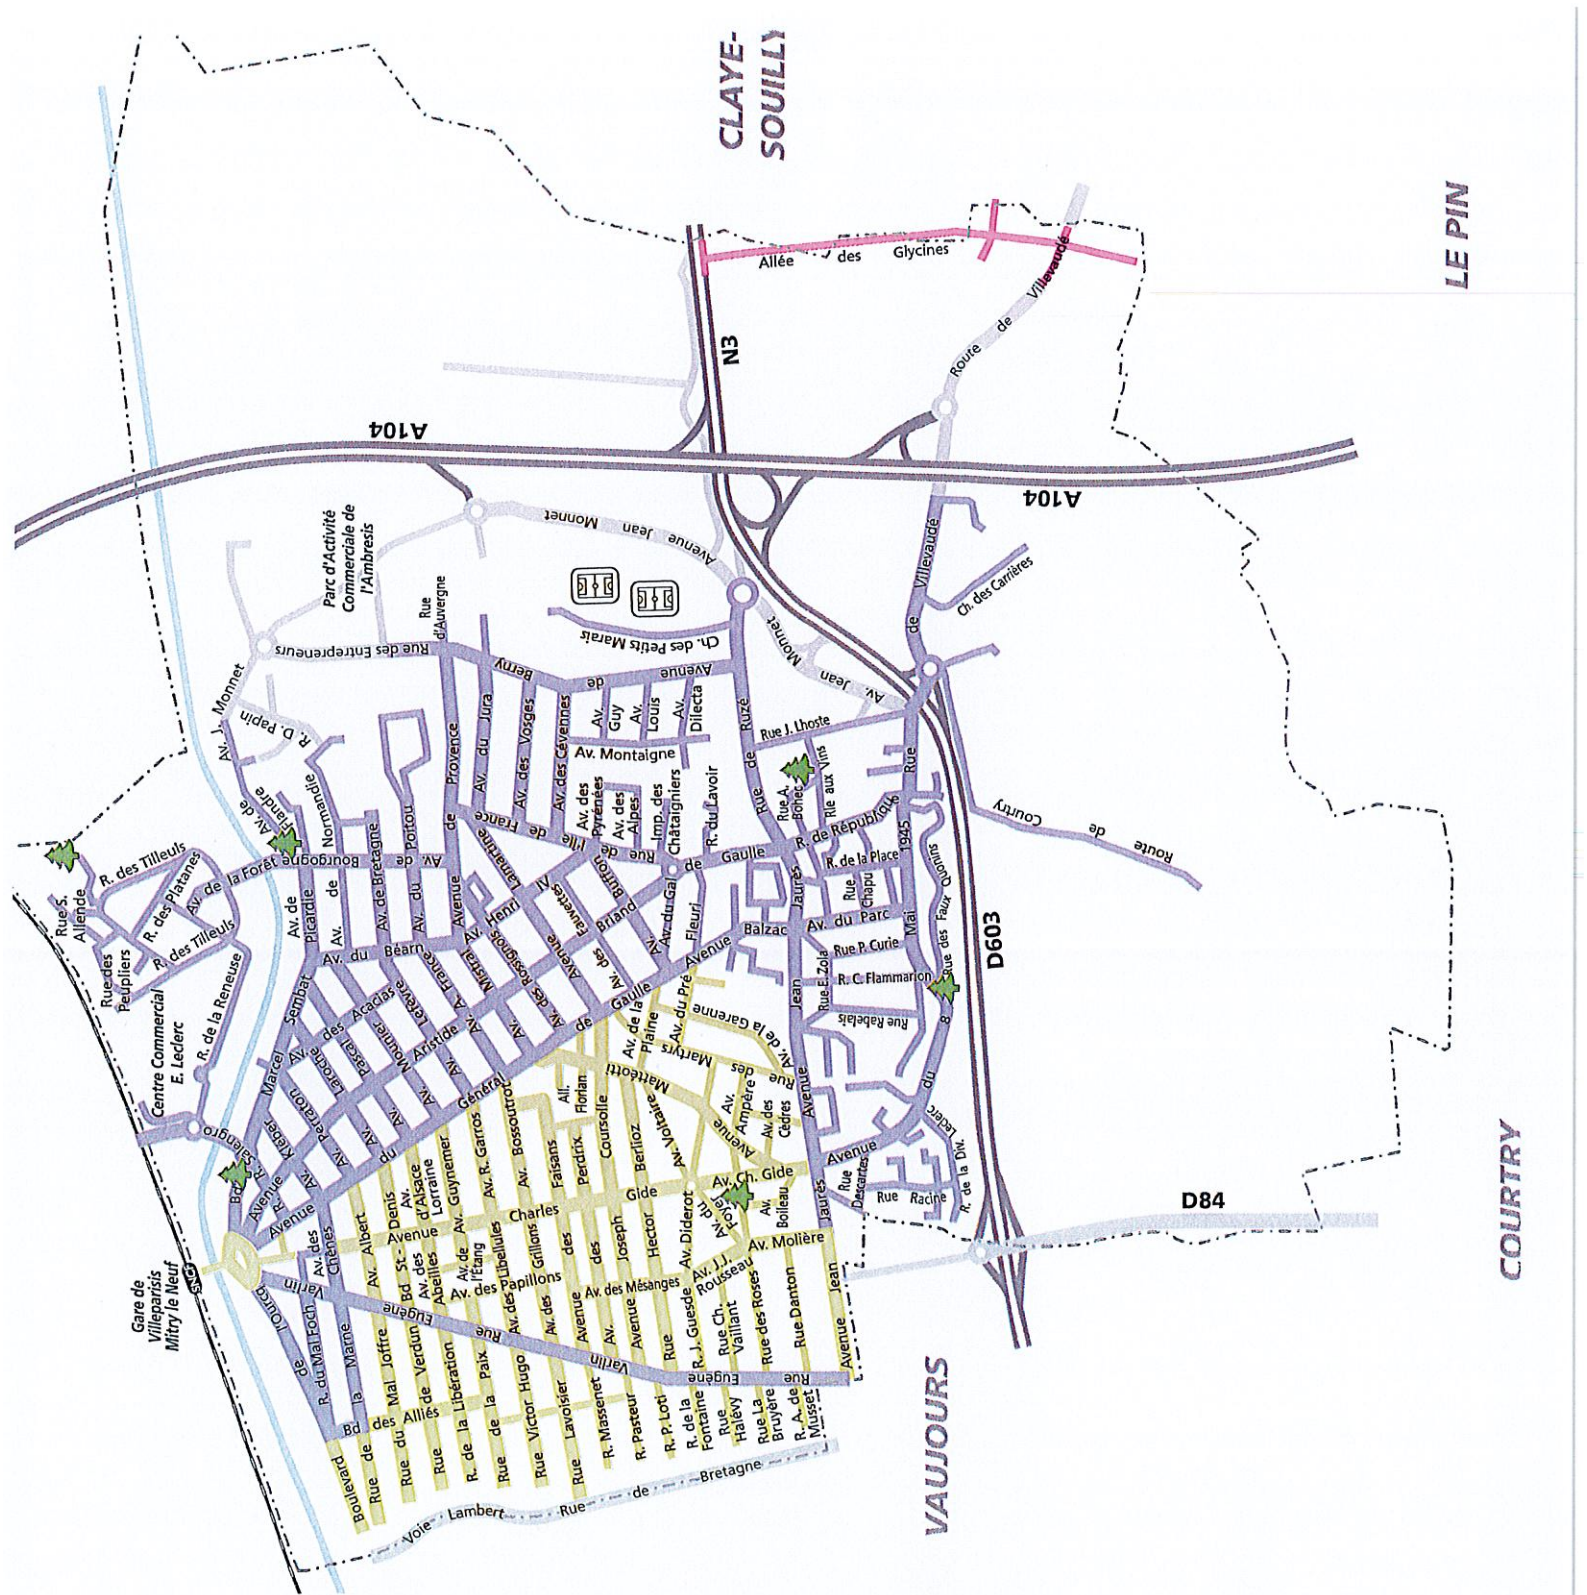 CLAYE-
SOUILLY
LE PIN
COURTRY
VAUJOURS
N3
A104
A104
D603
D84
Allée des Glycines
Route de Villevaudé
Parc d'Activité
Commerciale de
l'Ambresis
Avenue Jean Monnet
Rue
d'Auvergne
Rue des Entrepreneurs
Ch. des Petits Marais
Av. J. Monnet
R. D. Papin
Av. Jean Monnet
Ch. des Carrières
Rue de Villevaudé
Route de Courtry
Avenue de Berny
Av.
Guy
Av.
Louis
Av.
Dilecta
Av. Montaigne
Av. du Jura
Av. des Vosges
Av. des Cévennes
Avenue de Provence
Av. des
Pyrénées
Av. des
Alpes
Imp. des
Châtaigniers
R. du Lavoir
Rue de Ruzé
Rue J. Lhoste
Rue A.
Bohec
Rle aux Vins
R. de République
R. de la Place
Rue
Chapu
Av. du Parc
Rue P. Curie
R. C. Flammarion
Rue E. Zola
Rue Rabelais
Rue des Faux Quonins
Rue du 8 Mai 1945
Av. de Flandre
Av. de Normandie
Av. de Bourgogne
Av. de
Picardie
Av. de Bretagne
Av. du Poitou
Rue de l'Ile de France
Lamartine
Av. Henri IV
Buffon
Av. des Fauvettes
Avenue Aristide Briand
Av. du Gal de Gaulle
Fleuri
Avenue Balzac
Avenue Jean Jaurès
Rue S.
Allende
R. des Tilleuls
R. des Platanes
Av. de la Forêt
R. des Tilleuls
Rue des
Peupliers
R. de la Reneuse
Centre Commercial
E. Leclerc
Av. du Béarn
Marcel Sembat
Av. des Acacias
Laroche
Pascal
Mounier
Lefèvre
Av. A. France
Mistral
Av. des Rossignols
Perraton
R. Kléber
Bd Salengro
Avenue du Général de Gaulle
Gare de
Villeparisis
Mitry le Neuf
SNCF
Av. de la
Plaine
Av. du Pré
Av. de la Garenne
Rue des Martyrs
Avenue Mattéotti
All.
Florian
Av.
Ampère
Av. des
Cèdres
Av. Voltaire
Berlioz
Coursolle
Perdrix
Faisans
Av. Bossoutrot
Av. R. Garros
Av. Guynemer
Av.
d'Alsace
Lorraine
Bd St-Denis
Av. Albert
Av. des
Chênes
Avenue Charles Gide
Av. Ch. Gide
Av. du
Foyer
Av.
Boileau
Av. Diderot
Av. Molière
Av. J.J.
Rousseau
Av. des Mésanges
Av. des Papillons
Av. des
Abeilles
Av. de
l'Étang
Av. des Libellules
Av. des Grillons
Avenue des
Av. des
Avenue Joseph
Rue Hector
Rue Eugène Varlin
Bd de l'Ourcq
R. du Mal Foch
Boulevard
Rue de la Marne
Rue du Mal Joffre
Rue de Verdun
R. de la Libération
Rue de la Paix
Rue Victor Hugo
Rue Lavoisier
Bd des Alliés
R. Massenet
R. Pasteur
R. P. Loti
R. de la
Fontaine
R. J. Guesde
Rue
Halévy
Rue Ch.
Vaillant
Rue La
Bruyère
Rue des Roses
R. A. de
Musset
Rue Danton
Avenue Jean Jaurès
Voie Lambert
Rue de Bretagne
Avenue Leclerc
R. de la Div.
Rue
Descartes
Rue Racine